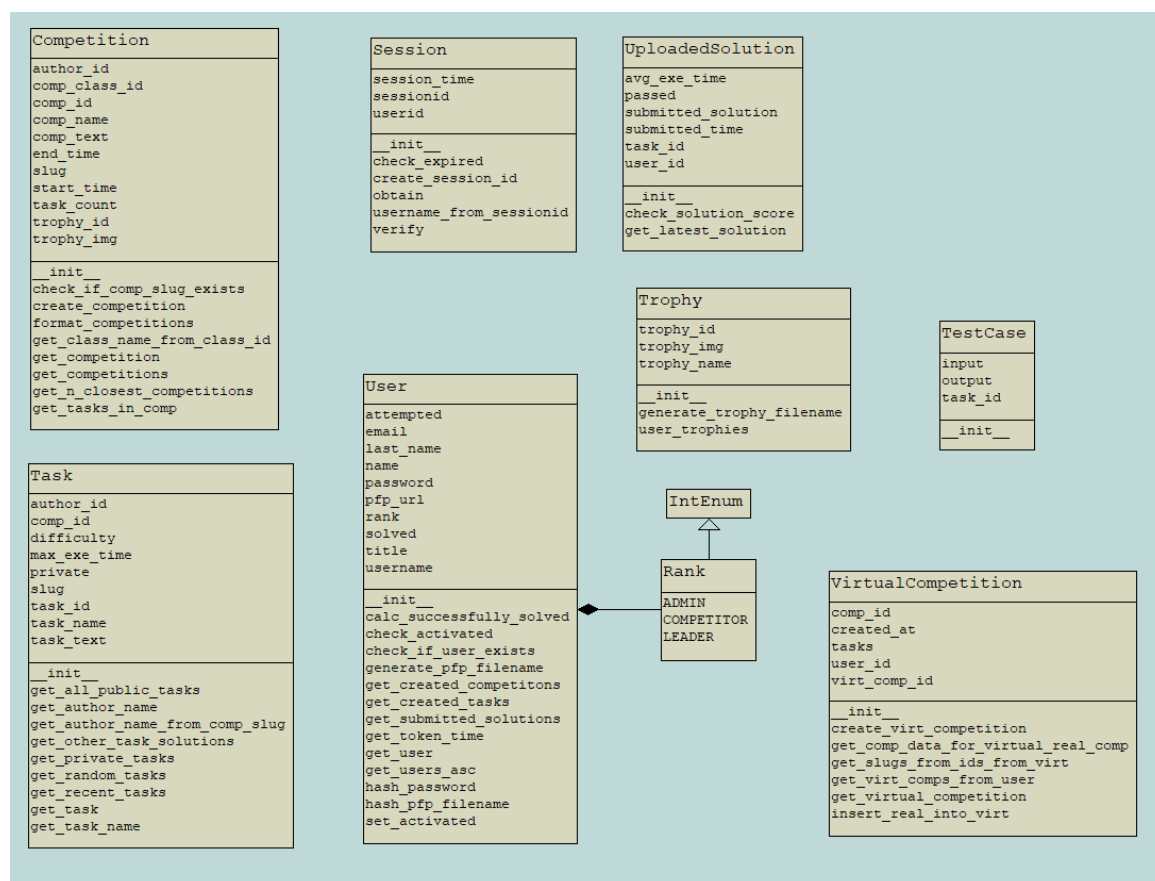 Competition
author_id
comp_class_id
comp_id
comp_name
comp_text
end_time
slug
start_time
task_count
trophy_id
trophy_img
__init__
check_if_comp_slug_exists
create_competition
format_competitions
get_class_name_from_class_id
get_competition
get_competitions
get_n_closest_competitions
get_tasks_in_comp
Session
session_time
sessionid
userid
__init__
check_expired
create_session_id
obtain
username_from_sessionid
verify
UploadedSolution
avg_exe_time
passed
submitted_solution
submitted_time
task_id
user_id
__init__
check_solution_score
get_latest_solution
Trophy
trophy_id
trophy_img
trophy_name
__init__
generate_trophy_filename
user_trophies
TestCase
input
output
task_id
__init__
User
attempted
email
last_name
name
password
pfp_url
rank
solved
title
username
__init__
calc_successfully_solved
check_activated
check_if_user_exists
generate_pfp_filename
get_created_competitons
get_created_tasks
get_submitted_solutions
get_token_time
get_user
get_users_asc
hash_password
hash_pfp_filename
set_activated
Task
author_id
comp_id
difficulty
max_exe_time
private
slug
task_id
task_name
task_text
__init__
get_all_public_tasks
get_author_name
get_author_name_from_comp_slug
get_other_task_solutions
get_private_tasks
get_random_tasks
get_recent_tasks
get_task
get_task_name
IntEnum
Rank
ADMIN
COMPETITOR
LEADER
VirtualCompetition
comp_id
created_at
tasks
user_id
virt_comp_id
__init__
create_virt_competition
get_comp_data_for_virtual_real_comp
get_slugs_from_ids_from_virt
get_virt_comps_from_user
get_virtual_competition
insert_real_into_virt